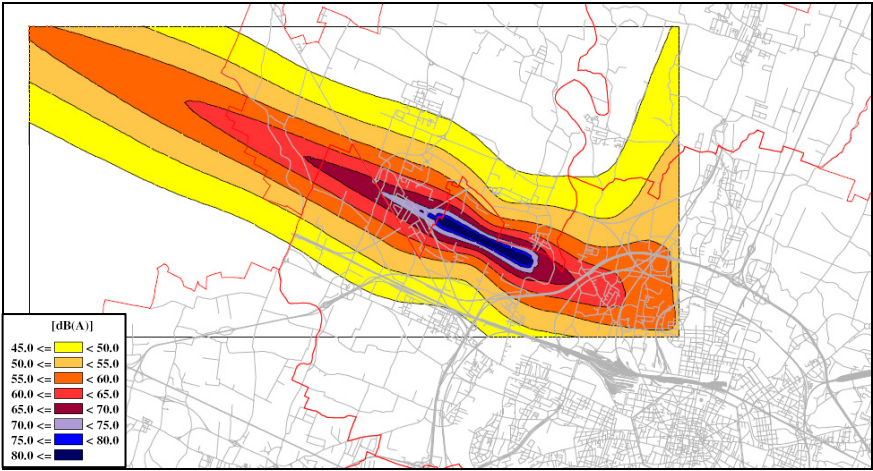 [dB(A)]
45.0 <= < 50.0
50.0 <= < 55.0
55.0 <= < 60.0
60.0 <= < 65.0
65.0 <= < 70.0
70.0 <= < 75.0
75.0 <= < 80.0
80.0 <=